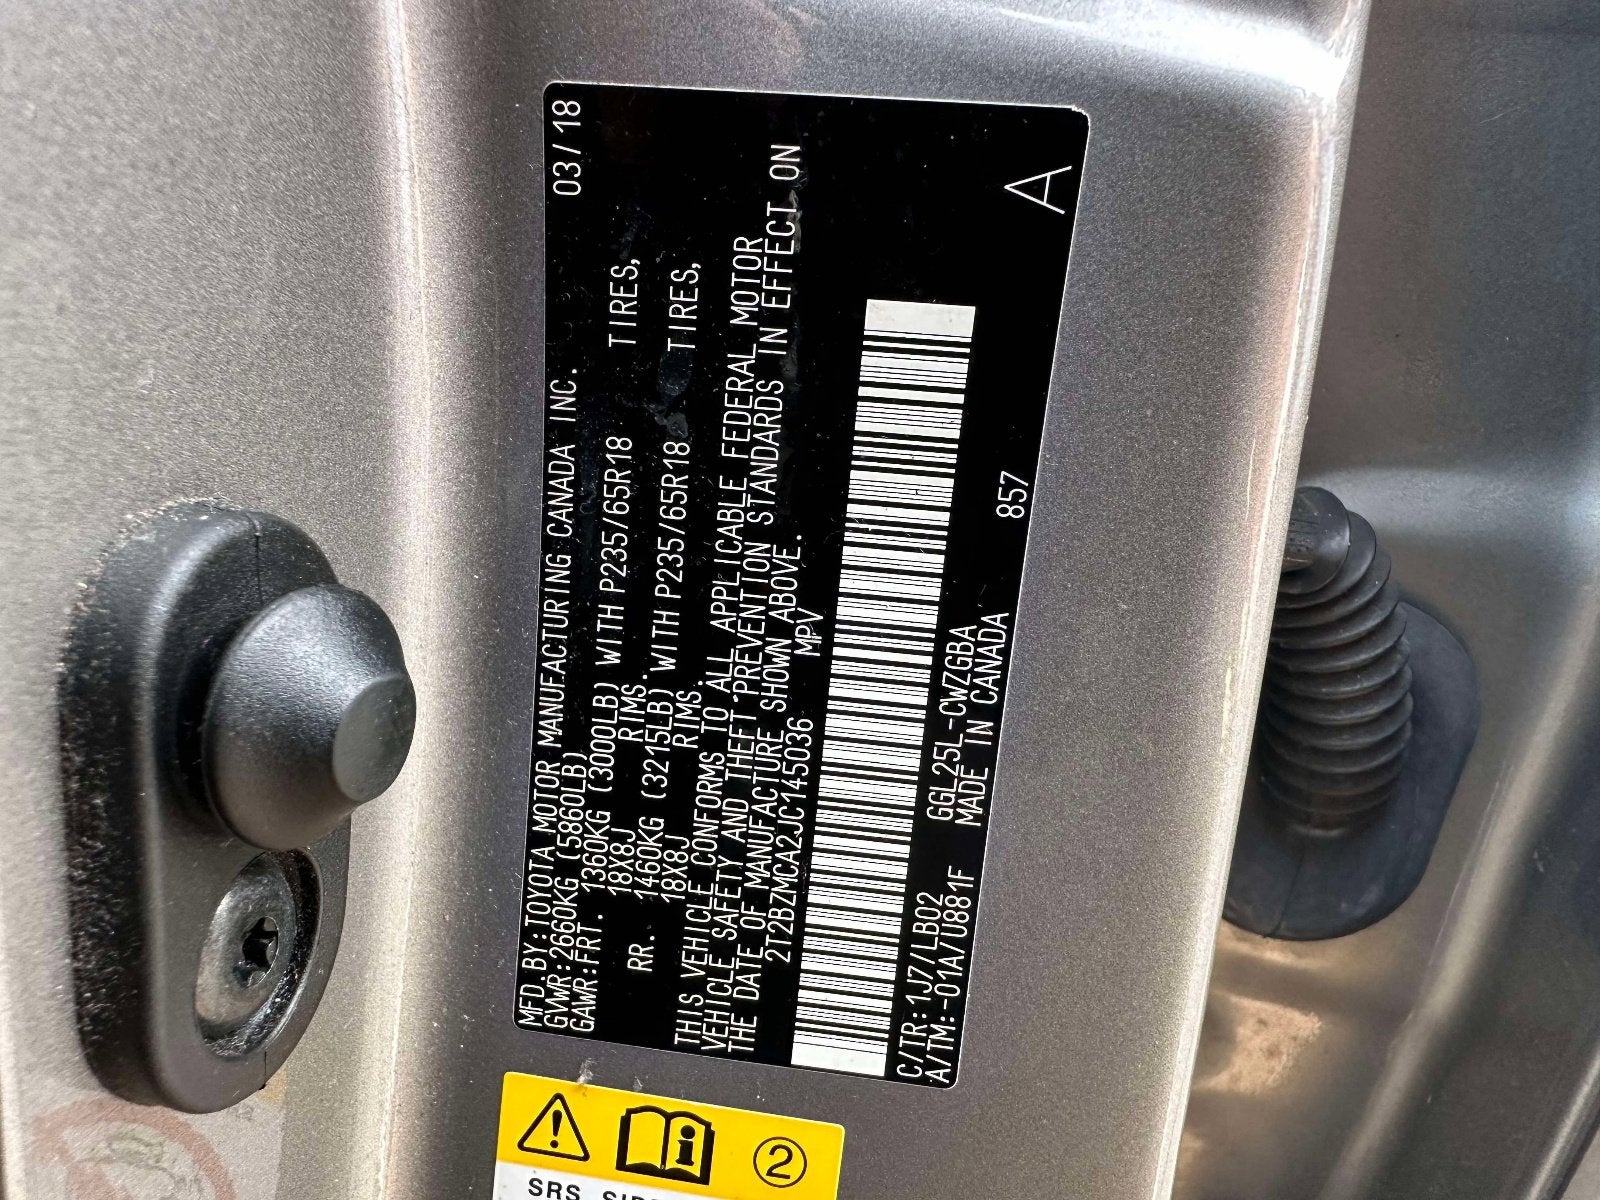 MFD.BY:TOYOTA MOTOR MANUFACTURING CANADA INC. 03/18
GVWR:2660KG(5860LB)
GAWR:FRT. 1360KG (3000LB) WITH P235/65R18 TIRES,
18X8J RIMS.
RR. 1460KG (3215LB) WITH P235/65R18 TIRES,
18X8J RIMS.
THIS VEHICLE CONFORMS TO ALL APPLICABLE FEDERAL MOTOR
VEHICLE SAFETY AND THEFT PREVENTION STANDARDS IN EFFECT ON
THE DATE OF MANUFACTURE SHOWN ABOVE.
2T2BZMCA2JC145036 MPV
C/TR:1J7/LB02 GGL25L-CWZGBA 857 A
A/TM:-01A/U881F MADE IN CANADA
2
SRS